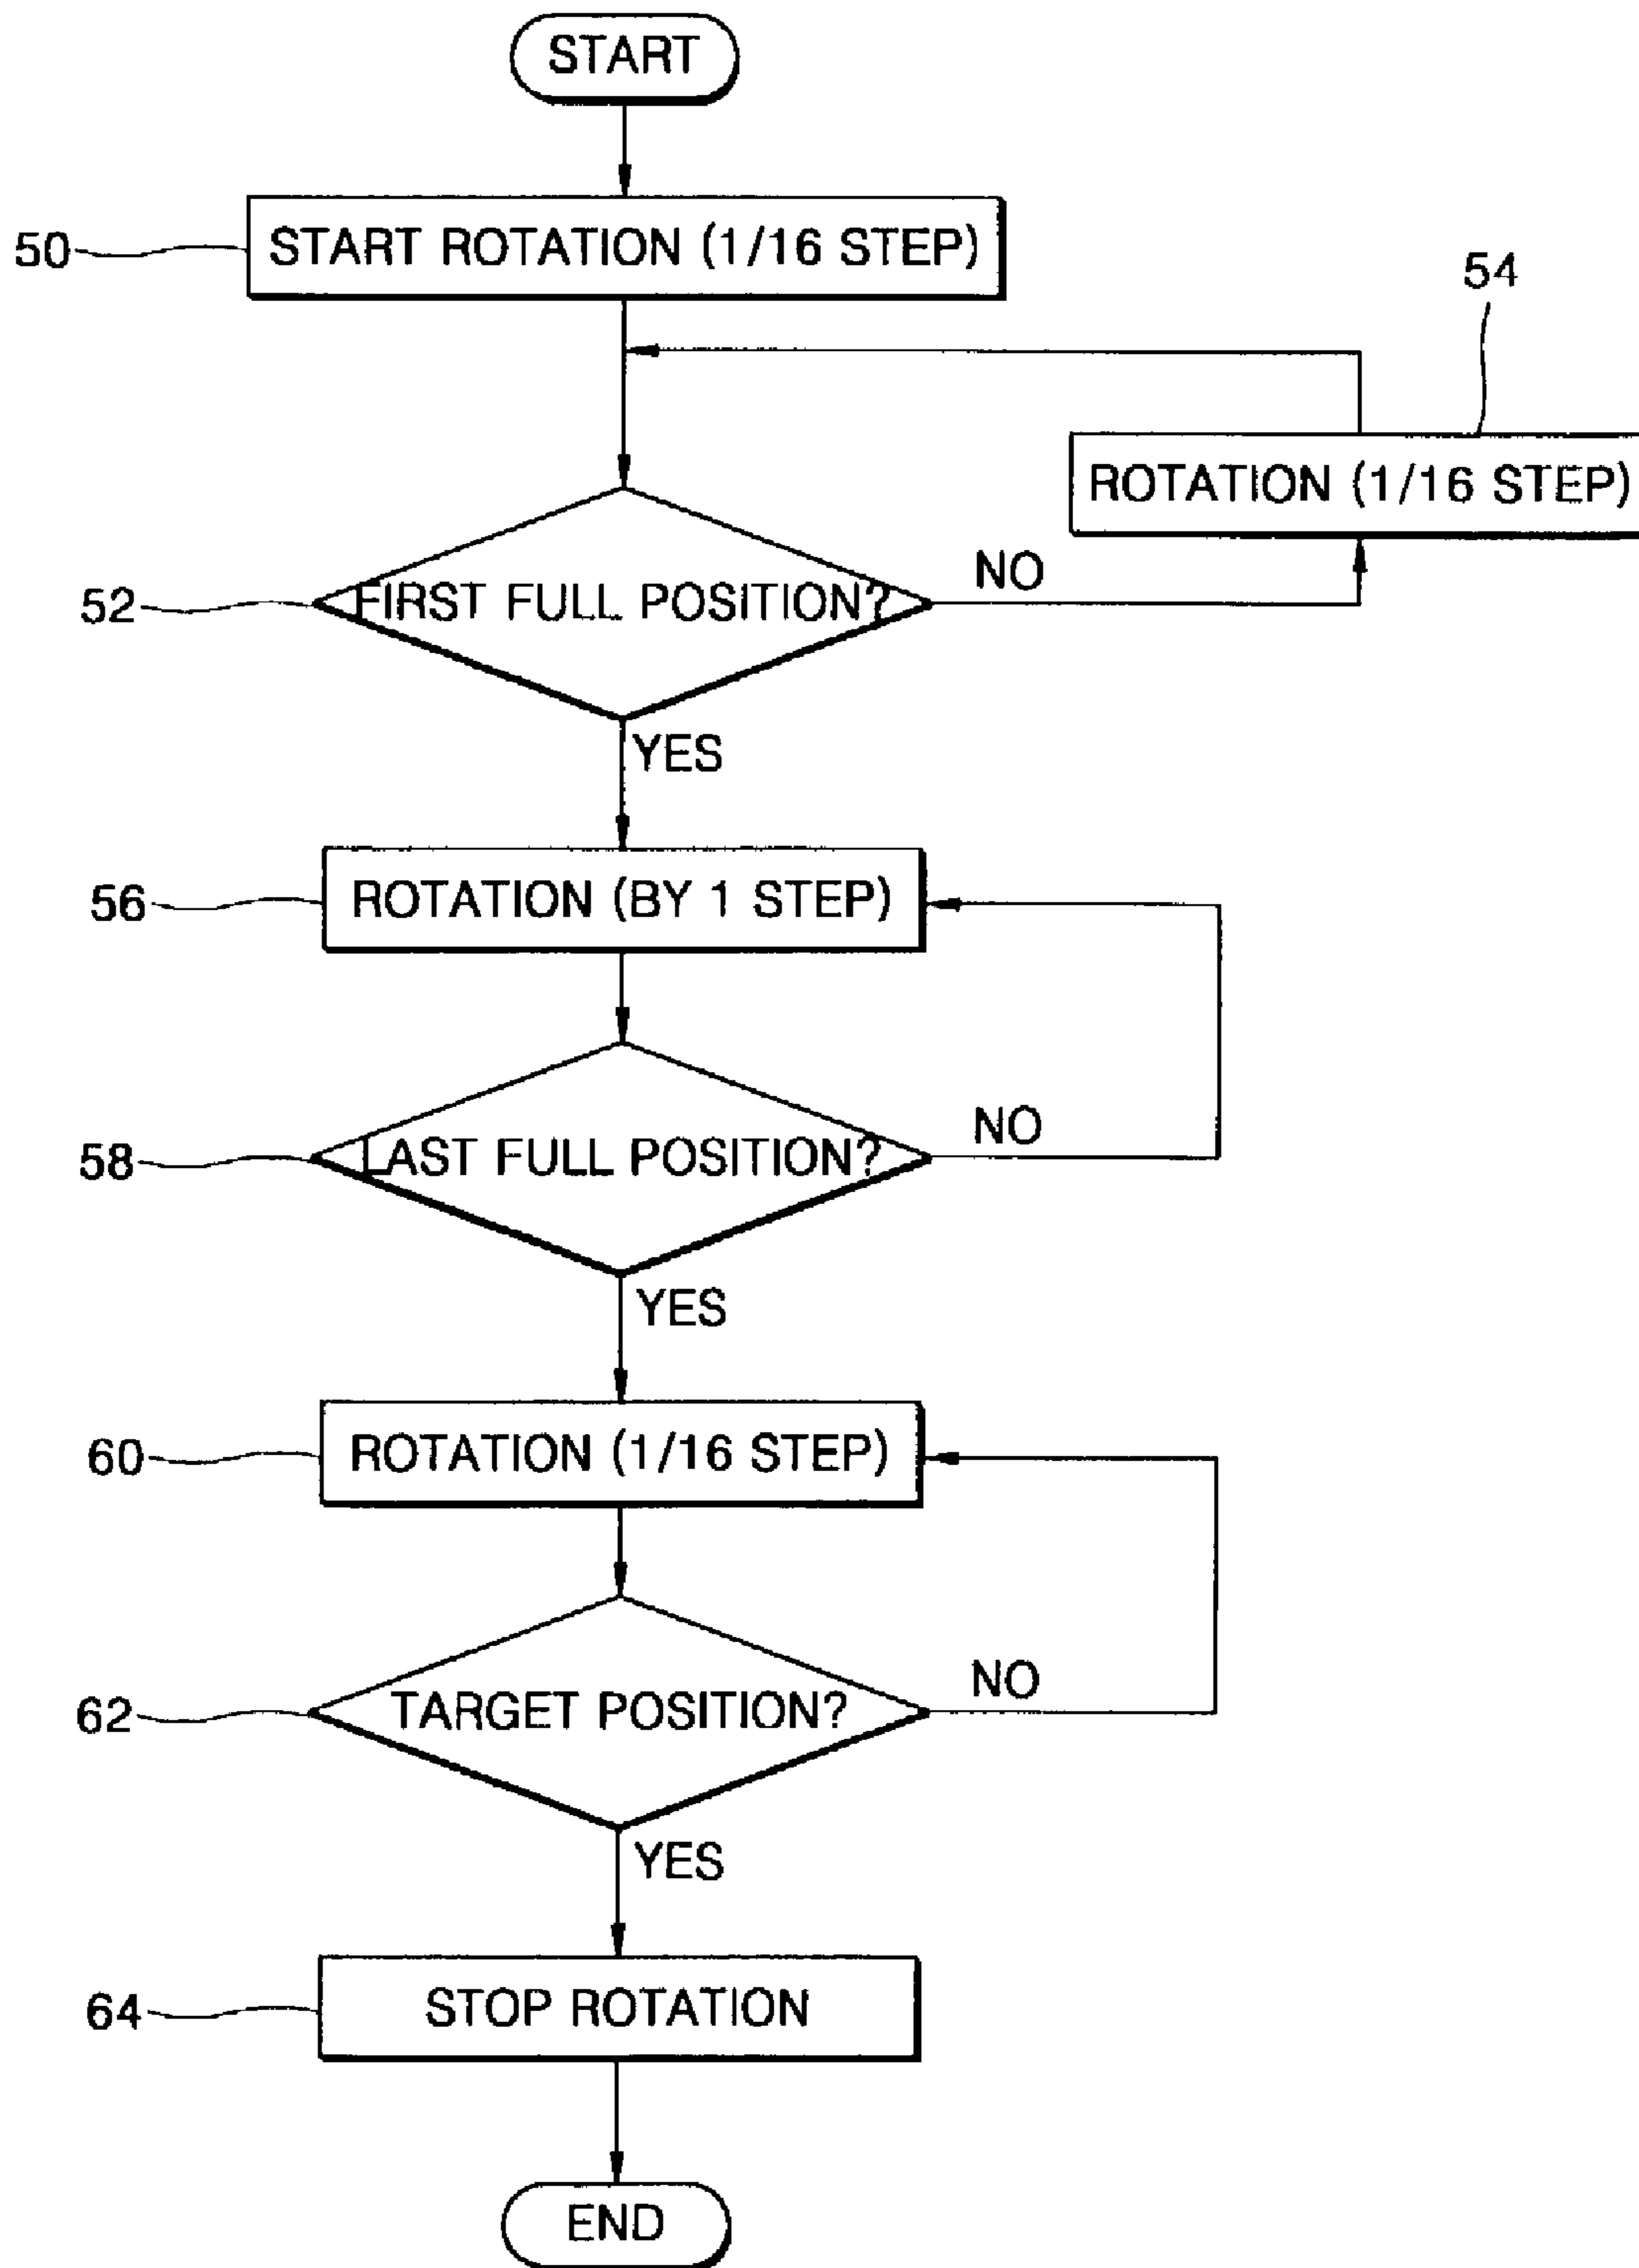 START
50
START ROTATION (1/16 STEP)
54
ROTATION (1/16 STEP)
52
FIRST FULL POSITION?
NO
YES
56
ROTATION (BY 1 STEP)
58
LAST FULL POSITION?
NO
YES
60
ROTATION (1/16 STEP)
62
TARGET POSITION?
NO
YES
64
STOP ROTATION
END